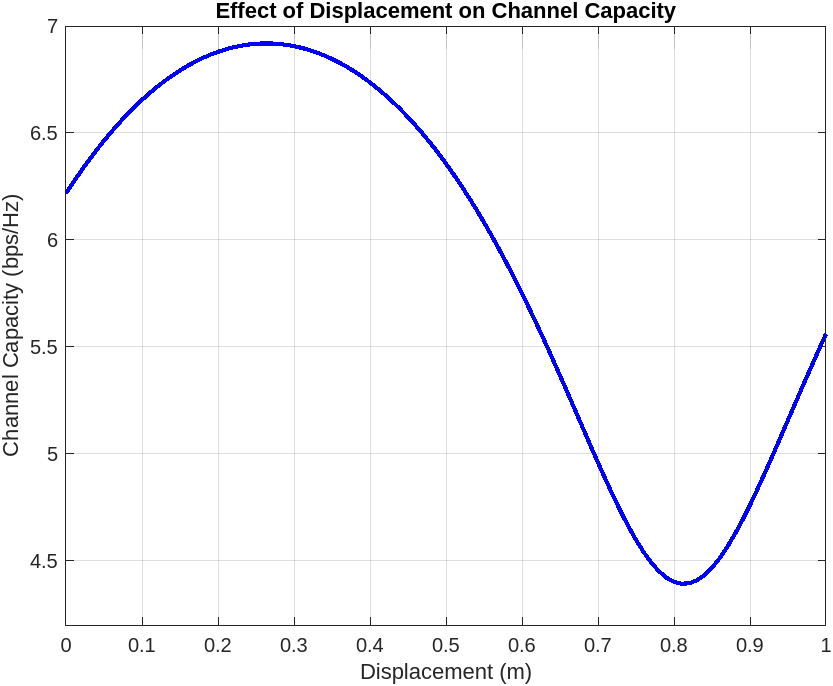 Effect of Displacement on Channel Capacity
Channel Capacity (bps/Hz)
7
6.5
6
5.5
5
4.5
0 0.1 0.2 0.3 0.4 0.5 0.6 0.7 0.8 0.9 1
Displacement (m)